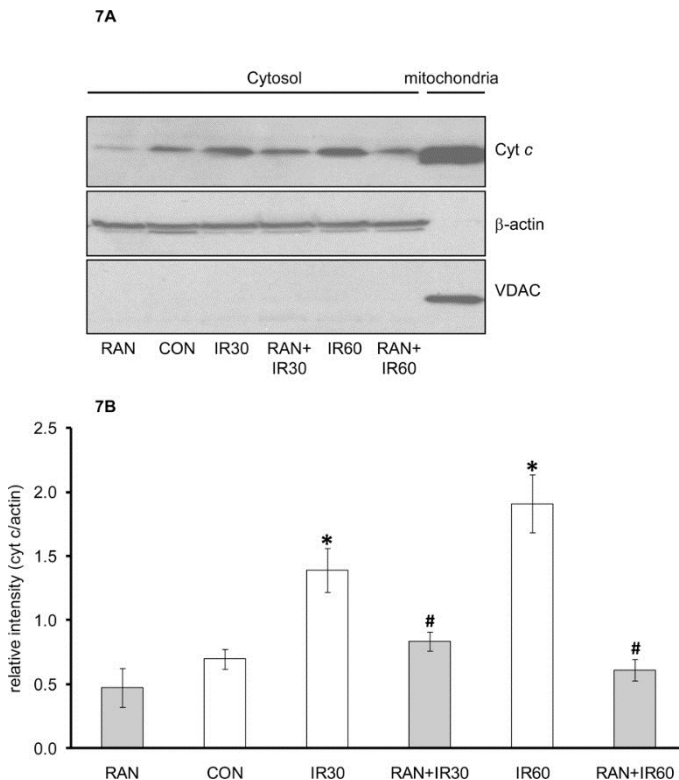 7A
Cytosol mitochondria
Cyt c
β-actin
VDAC
RAN CON IR30 RAN+ IR60 RAN+
IR30 IR60
7B
2.5
*
2.0
*
1.5
relative intensity (cyt c/actin)
#
1.0
#
0.5
0.0
RAN CON IR30 RAN+IR30 IR60 RAN+IR60